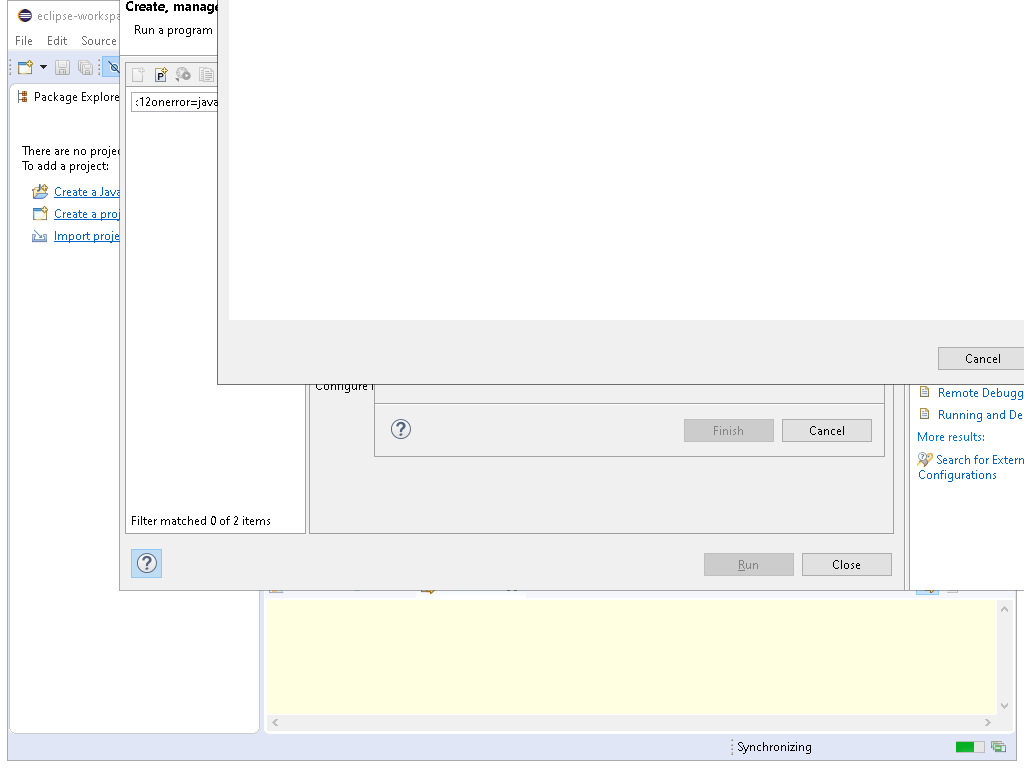 eclipse-workspa
Create, manage
Run a program
File Edit Source
P
:12onerror=java
Package Explore
There are no projec
To add a project:
Create a Java
Create a proj
Import proje
Cancel
Configure
Remote Debugg
Running and De
Finish
Cancel
More results:
Search for Extern
Configurations
Filter matched 0 of 2 items
?
Run
Close
Synchronizing